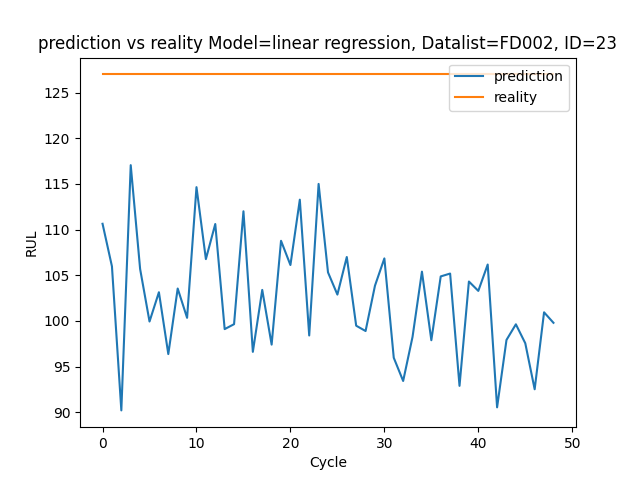 prediction vs reality Model=linear regression, Datalist=FD002, ID=23
prediction
reality
125
120
115
110
105
100
95
90
RUL
0 10 20 30 40 50
Cycle